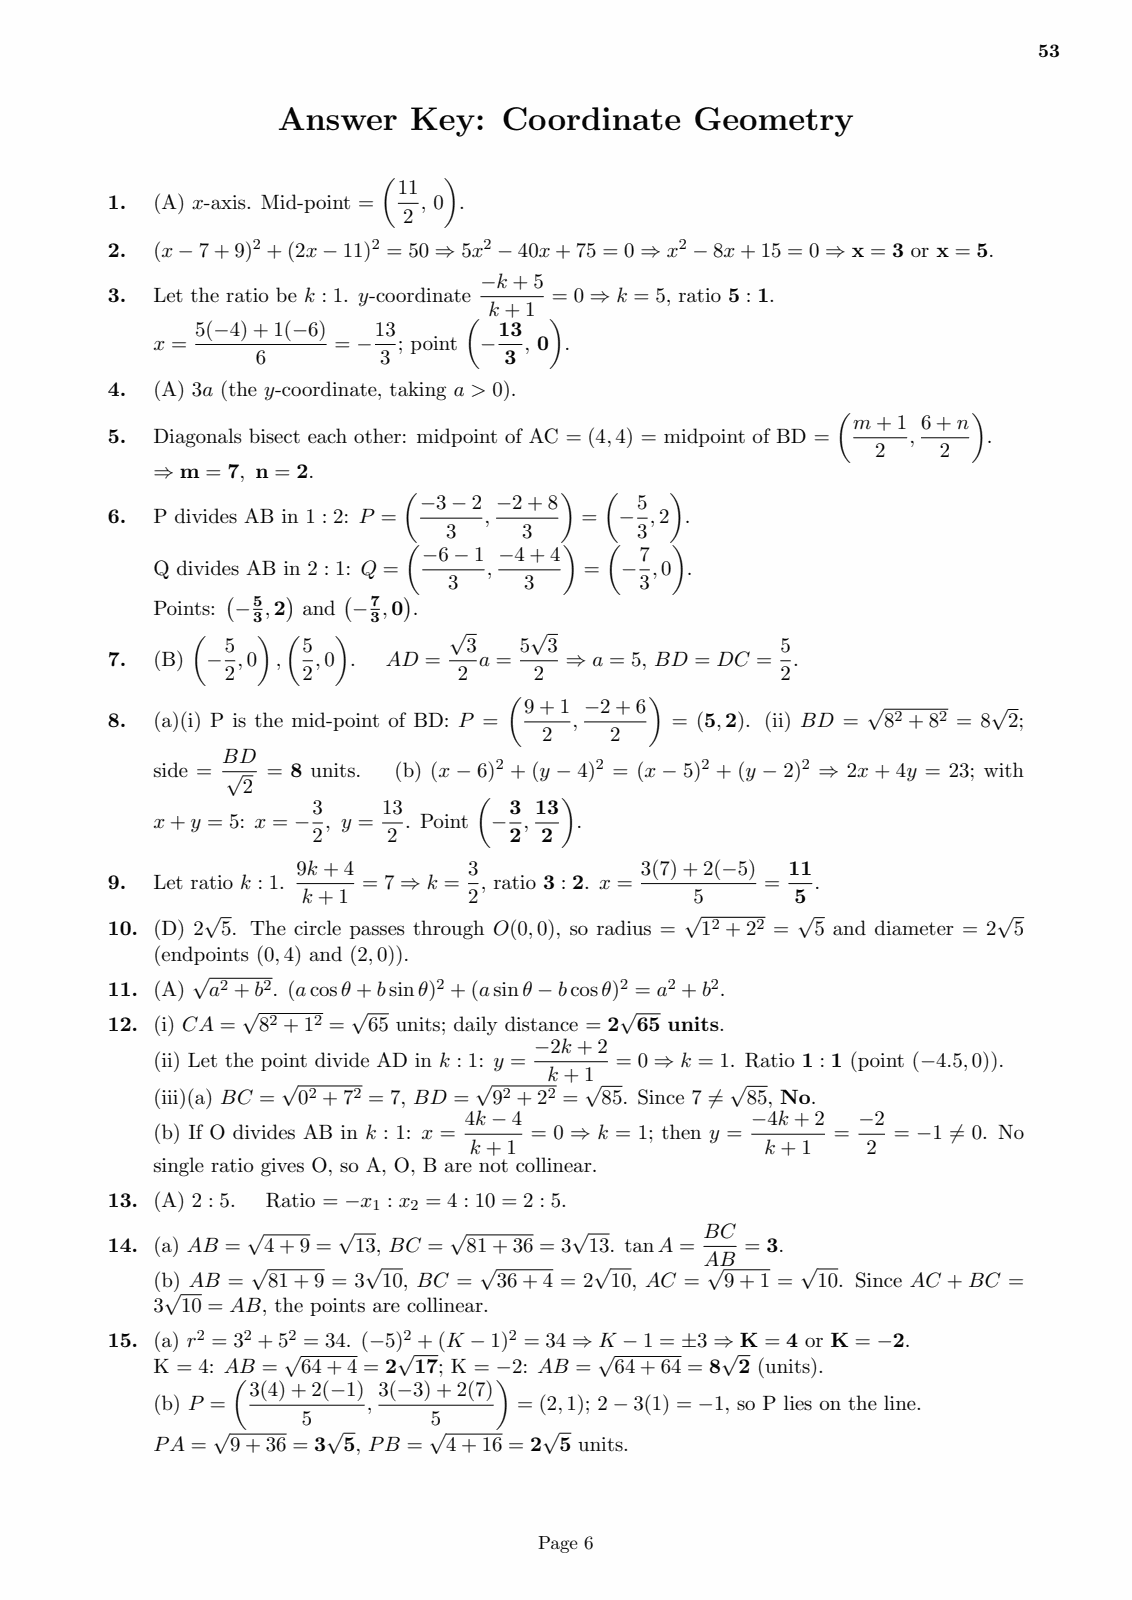 53
Answer Key: Coordinate Geometry
1. (A) x-axis. Mid-point = (11/2, 0).
2. (x − 7 + 9)² + (2x − 11)² = 50 ⇒ 5x² − 40x + 75 = 0 ⇒ x² − 8x + 15 = 0 ⇒ x = 3 or x = 5.
3. Let the ratio be k : 1. y-coordinate (−k + 5)/(k + 1) = 0 ⇒ k = 5, ratio 5 : 1.
x = (5(−4) + 1(−6))/6 = −13/3; point (−13/3, 0).
4. (A) 3a (the y-coordinate, taking a > 0).
5. Diagonals bisect each other: midpoint of AC = (4, 4) = midpoint of BD = ((m + 1)/2, (6 + n)/2).
⇒ m = 7, n = 2.
6. P divides AB in 1 : 2: P = ((−3 − 2)/3, (−2 + 8)/3) = (−5/3, 2).
Q divides AB in 2 : 1: Q = ((−6 − 1)/3, (−4 + 4)/3) = (−7/3, 0).
Points: (−5/3, 2) and (−7/3, 0).
7. (B) (−5/2, 0), (5/2, 0). AD = (√3/2)a = 5√3/2 ⇒ a = 5, BD = DC = 5/2.
8. (a)(i) P is the mid-point of BD: P = ((9 + 1)/2, (−2 + 6)/2) = (5, 2). (ii) BD = √(8² + 8²) = 8√2;
side = BD/√2 = 8 units. (b) (x − 6)² + (y − 4)² = (x − 5)² + (y − 2)² ⇒ 2x + 4y = 23; with
x + y = 5: x = −3/2, y = 13/2. Point (−3/2, 13/2).
9. Let ratio k : 1. (9k + 4)/(k + 1) = 7 ⇒ k = 3/2, ratio 3 : 2. x = (3(7) + 2(−5))/5 = 11/5.
10. (D) 2√5. The circle passes through O(0, 0), so radius = √(1² + 2²) = √5 and diameter = 2√5
(endpoints (0, 4) and (2, 0)).
11. (A) √(a² + b²). (a cos θ + b sin θ)² + (a sin θ − b cos θ)² = a² + b².
12. (i) CA = √(8² + 1²) = √65 units; daily distance = 2√65 units.
(ii) Let the point divide AD in k : 1: y = (−2k + 2)/(k + 1) = 0 ⇒ k = 1. Ratio 1 : 1 (point (−4.5, 0)).
(iii)(a) BC = √(0² + 7²) = 7, BD = √(9² + 2²) = √85. Since 7 ≠ √85, No.
(b) If O divides AB in k : 1: x = (4k − 4)/(k + 1) = 0 ⇒ k = 1; then y = (−4k + 2)/(k + 1) = −2/2 = −1 ≠ 0. No
single ratio gives O, so A, O, B are not collinear.
13. (A) 2 : 5. Ratio = −x₁ : x₂ = 4 : 10 = 2 : 5.
14. (a) AB = √(4 + 9) = √13, BC = √(81 + 36) = 3√13. tan A = BC/AB = 3.
(b) AB = √(81 + 9) = 3√10, BC = √(36 + 4) = 2√10, AC = √(9 + 1) = √10. Since AC + BC =
3√10 = AB, the points are collinear.
15. (a) r² = 3² + 5² = 34. (−5)² + (K − 1)² = 34 ⇒ K − 1 = ±3 ⇒ K = 4 or K = −2.
K = 4: AB = √(64 + 4) = 2√17; K = −2: AB = √(64 + 64) = 8√2 (units).
(b) P = ((3(4) + 2(−1))/5, (3(−3) + 2(7))/5) = (2, 1); 2 − 3(1) = −1, so P lies on the line.
PA = √(9 + 36) = 3√5, PB = √(4 + 16) = 2√5 units.
Page 6